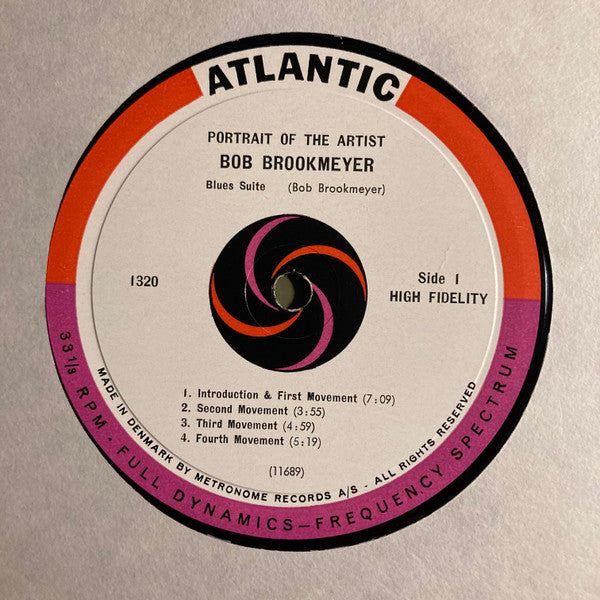 ATLANTIC
PORTRAIT OF THE ARTIST
BOB BROOKMEYER
Blues Suite (Bob Brookmeyer)
1320
Side 1
HIGH FIDELITY
1. Introduction & First Movement (7:09)
2. Second Movement (3:55)
3. Third Movement (4:59)
4. Fourth Movement (5:19)
(11689)
MADE IN DENMARK BY METRONOME RECORDS A/S · ALL RIGHTS RESERVED
33 1/3 RPM · FULL DYNAMICS—FREQUENCY SPECTRUM